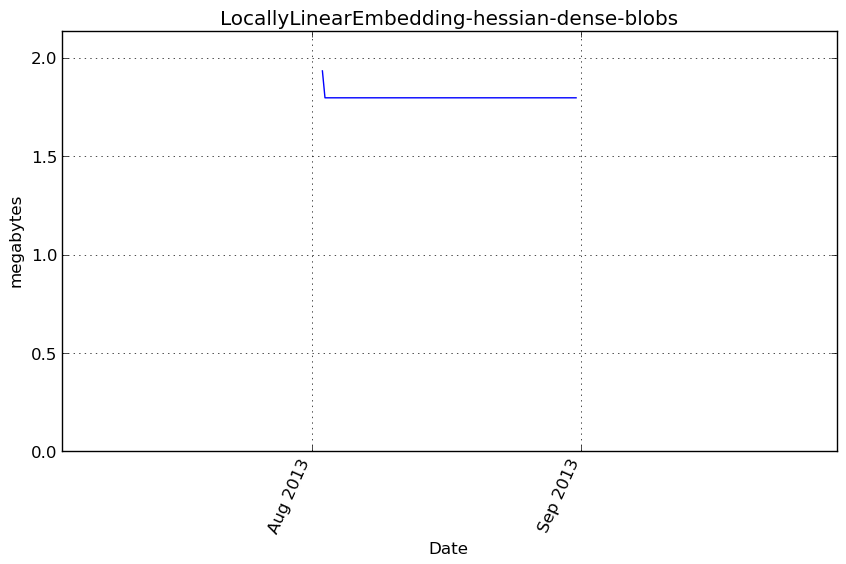 LocallyLinearEmbedding-hessian-dense-blobs
2.0
1.5
1.0
0.5
0.0
megabytes
Aug 2013
Sep 2013
Date